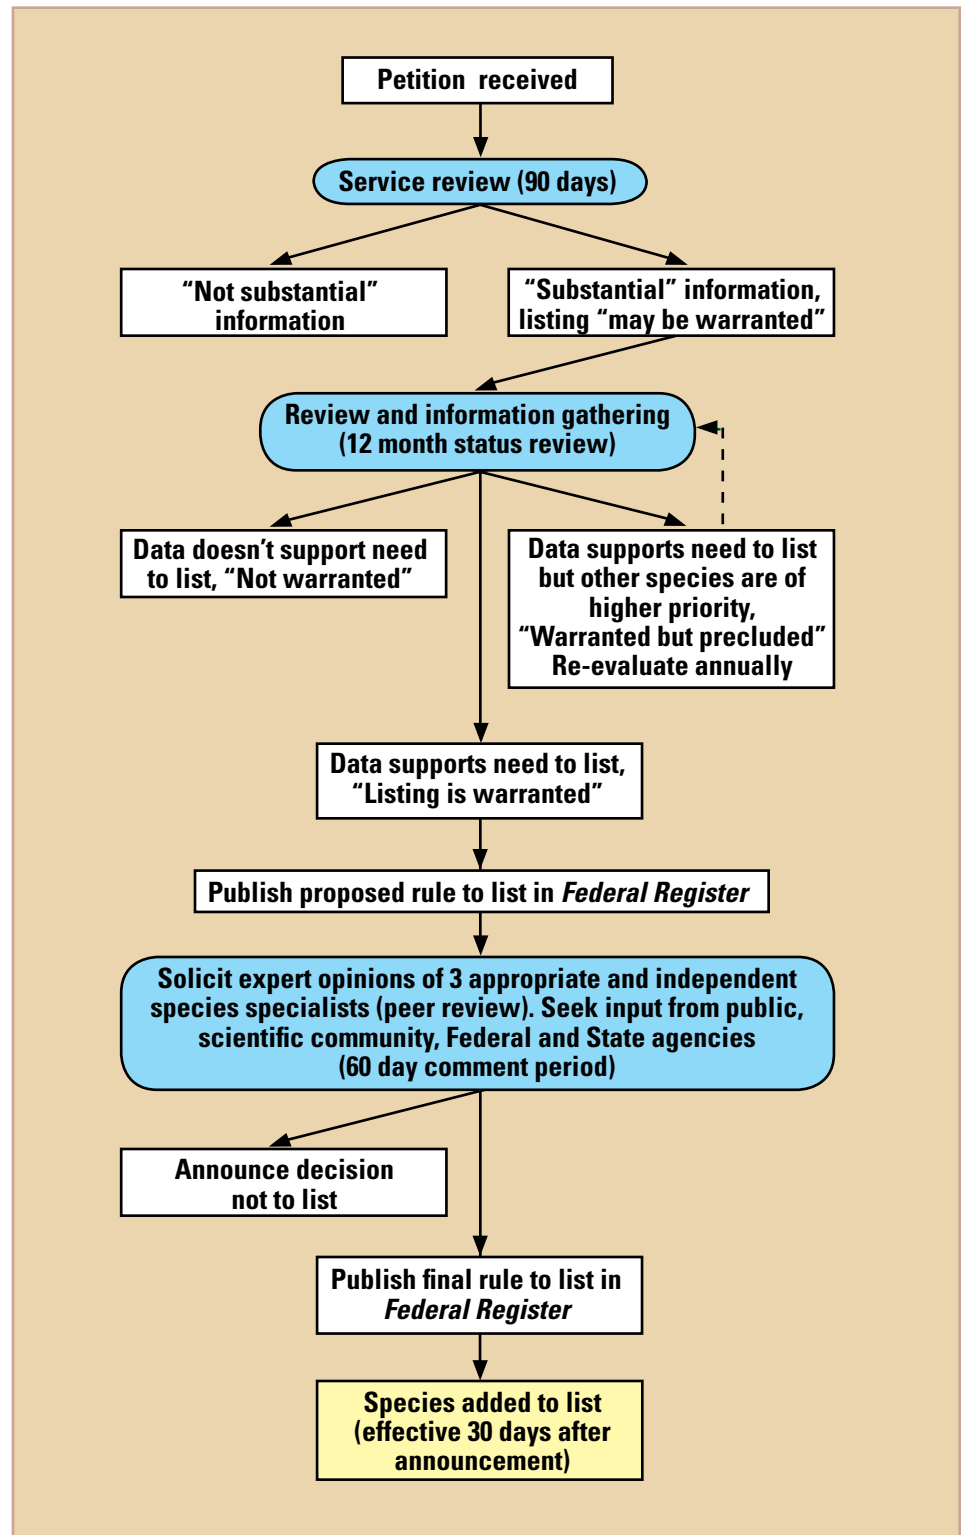 Petition received
Service review (90 days)
“Not substantial”
information
“Substantial” information,
listing “may be warranted”
Review and information gathering
(12 month status review)
Data doesn’t support need
to list, “Not warranted”
Data supports need to list
but other species are of
higher priority,
“Warranted but precluded”
Re-evaluate annually
Data supports need to list,
“Listing is warranted”
Publish proposed rule to list in Federal Register
Solicit expert opinions of 3 appropriate and independent
species specialists (peer review). Seek input from public,
scientific community, Federal and State agencies
(60 day comment period)
Announce decision
not to list
Publish final rule to list in
Federal Register
Species added to list
(effective 30 days after
announcement)